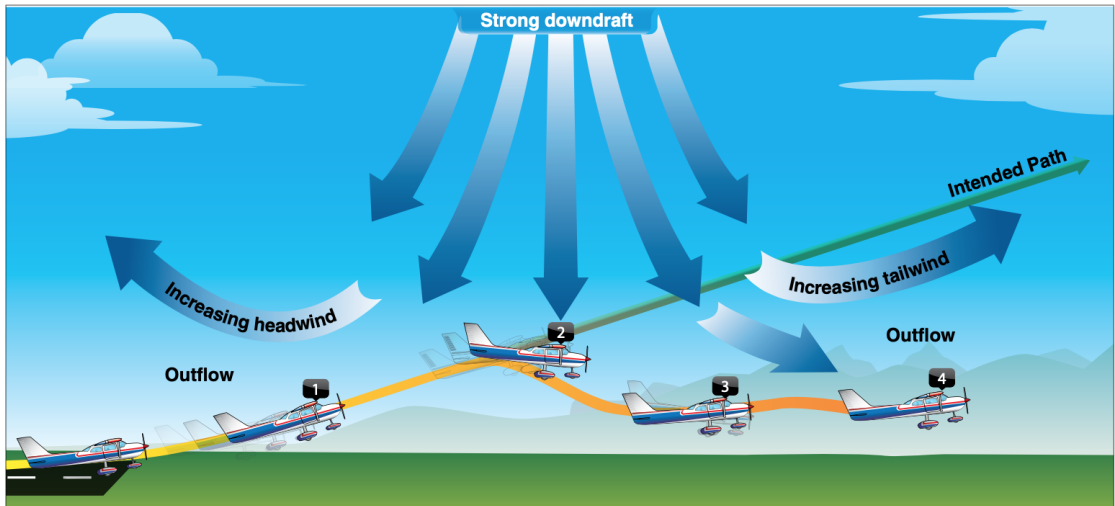 Strong downdraft
Intended Path
Increasing headwind
Increasing tailwind
Outflow
Outflow
1
2
3
4